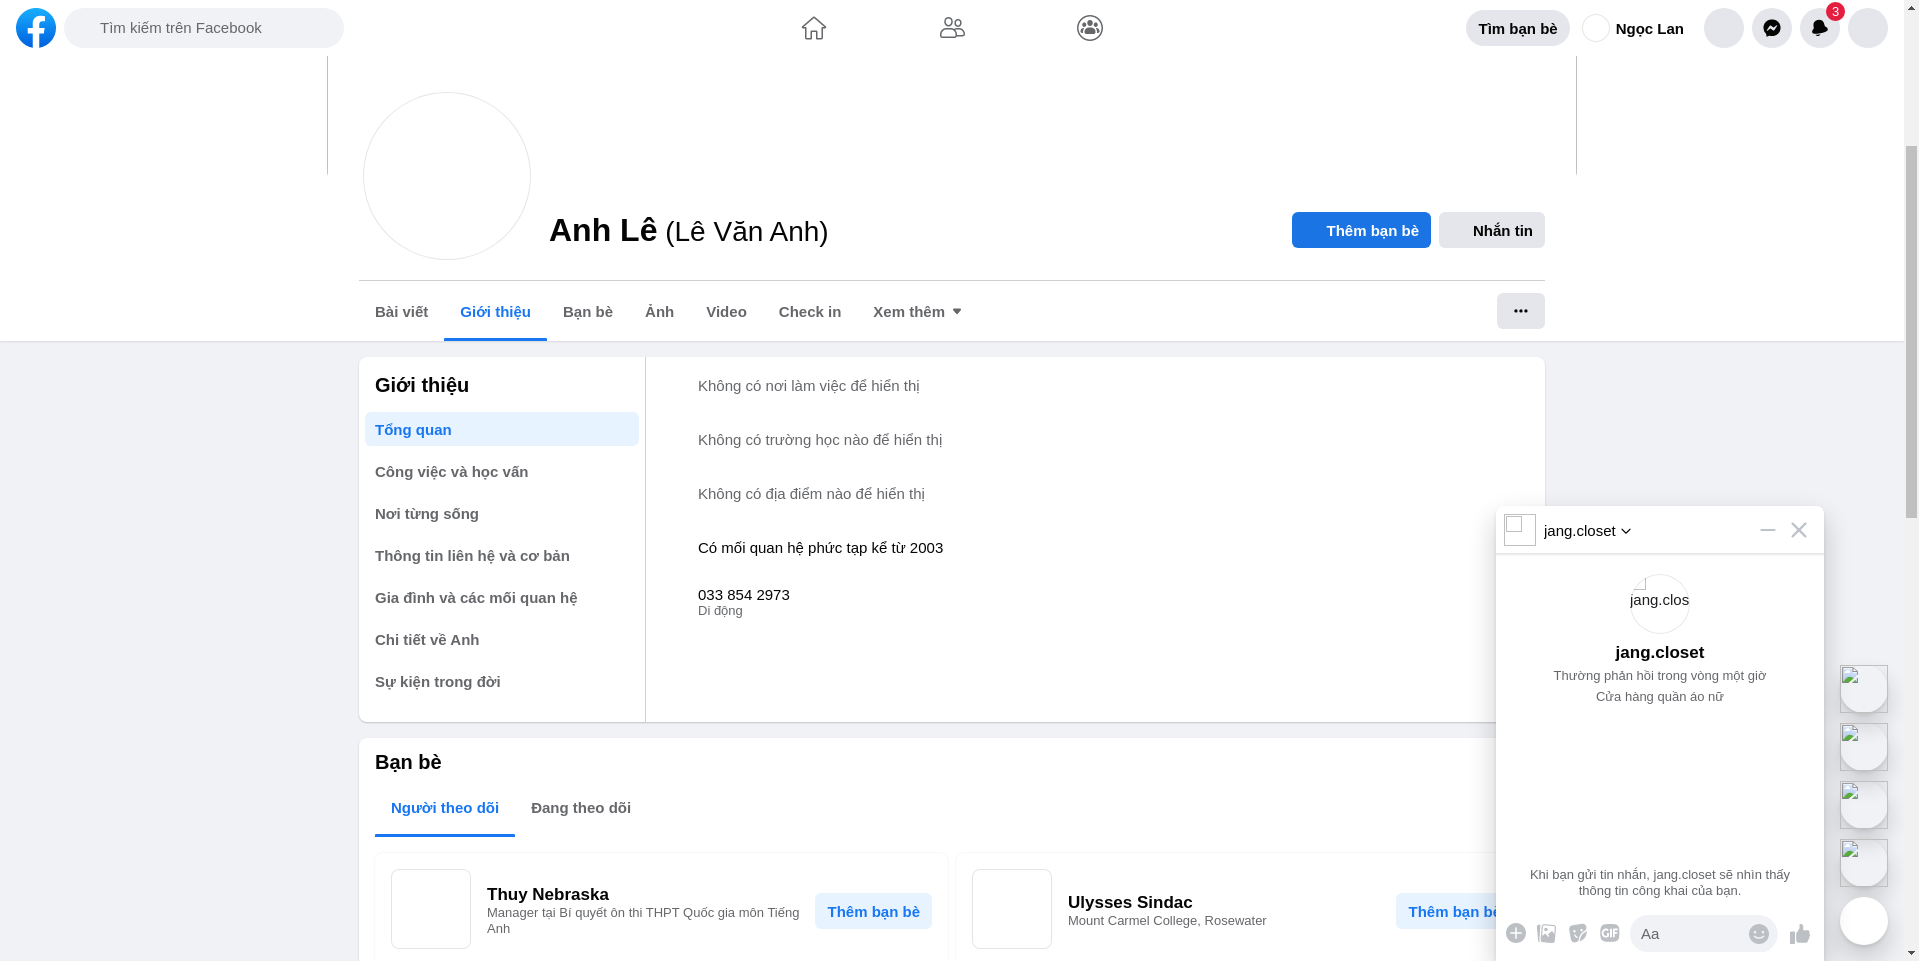 Tìm kiếm trên Facebook
Tìm bạn bè
Ngọc Lan
3
Anh Lê (Lê Văn Anh)
Thêm bạn bè
Nhắn tin
Bài viết
Giới thiệu
Bạn bè
Ảnh
Video
Check in
Xem thêm
Giới thiệu
Tổng quan
Công việc và học vấn
Nơi từng sống
Thông tin liên hệ và cơ bản
Gia đình và các mối quan hệ
Chi tiết về Anh
Sự kiện trong đời
Không có nơi làm việc để hiển thị
Không có trường học nào để hiển thị
Không có địa điểm nào để hiển thị
Có mối quan hệ phức tạp kể từ 2003
033 854 2973
Di động
Bạn bè
Người theo dõi
Đang theo dõi
Thuy Nebraska
Manager tại Bí quyết ôn thi THPT Quốc gia môn Tiếng
Anh
Thêm bạn bè
Ulysses Sindac
Mount Carmel College, Rosewater
Thêm bạn bè
jang.closet
jang.clos
jang.closet
Thường phản hồi trong vòng một giờ
Cửa hàng quần áo nữ
Khi bạn gửi tin nhắn, jang.closet sẽ nhìn thấy
thông tin công khai của bạn.
GIF
Aa